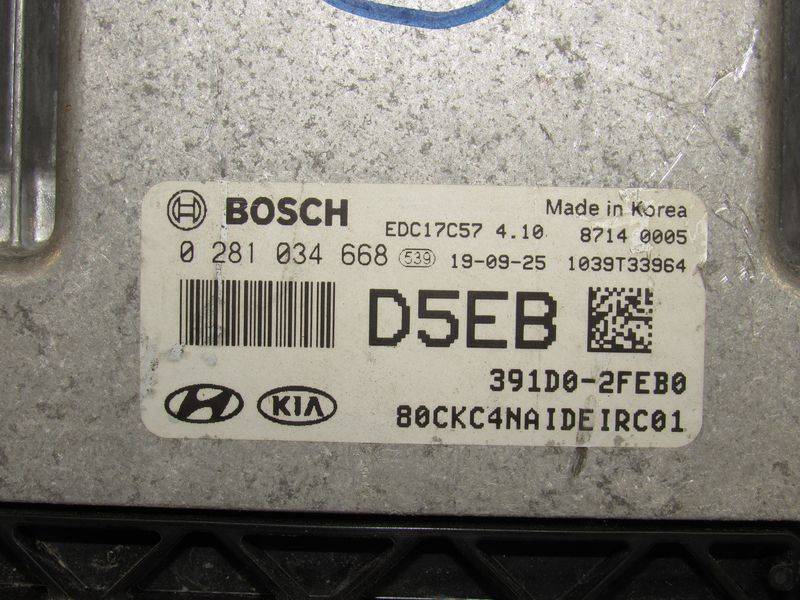 BOSCH
Made in Korea
EDC17C57 4.10 8714 0005
0 281 034 668 539 19-09-25 1039T33964
D5EB
391D0-2FEB0
KIA
80CKC4NAIDEIRC01